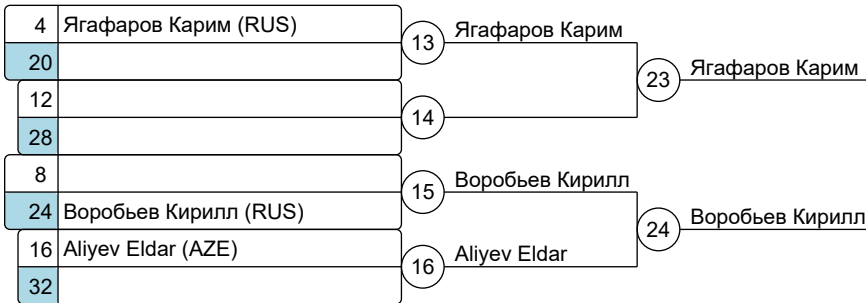 4 Ягафаров Карим (RUS)
13 Ягафаров Карим
20
23 Ягафаров Карим
12
14
28
8
15 Воробьев Кирилл
24 Воробьев Кирилл (RUS)
24 Воробьев Кирилл
16 Aliyev Eldar (AZE)
16 Aliyev Eldar
32